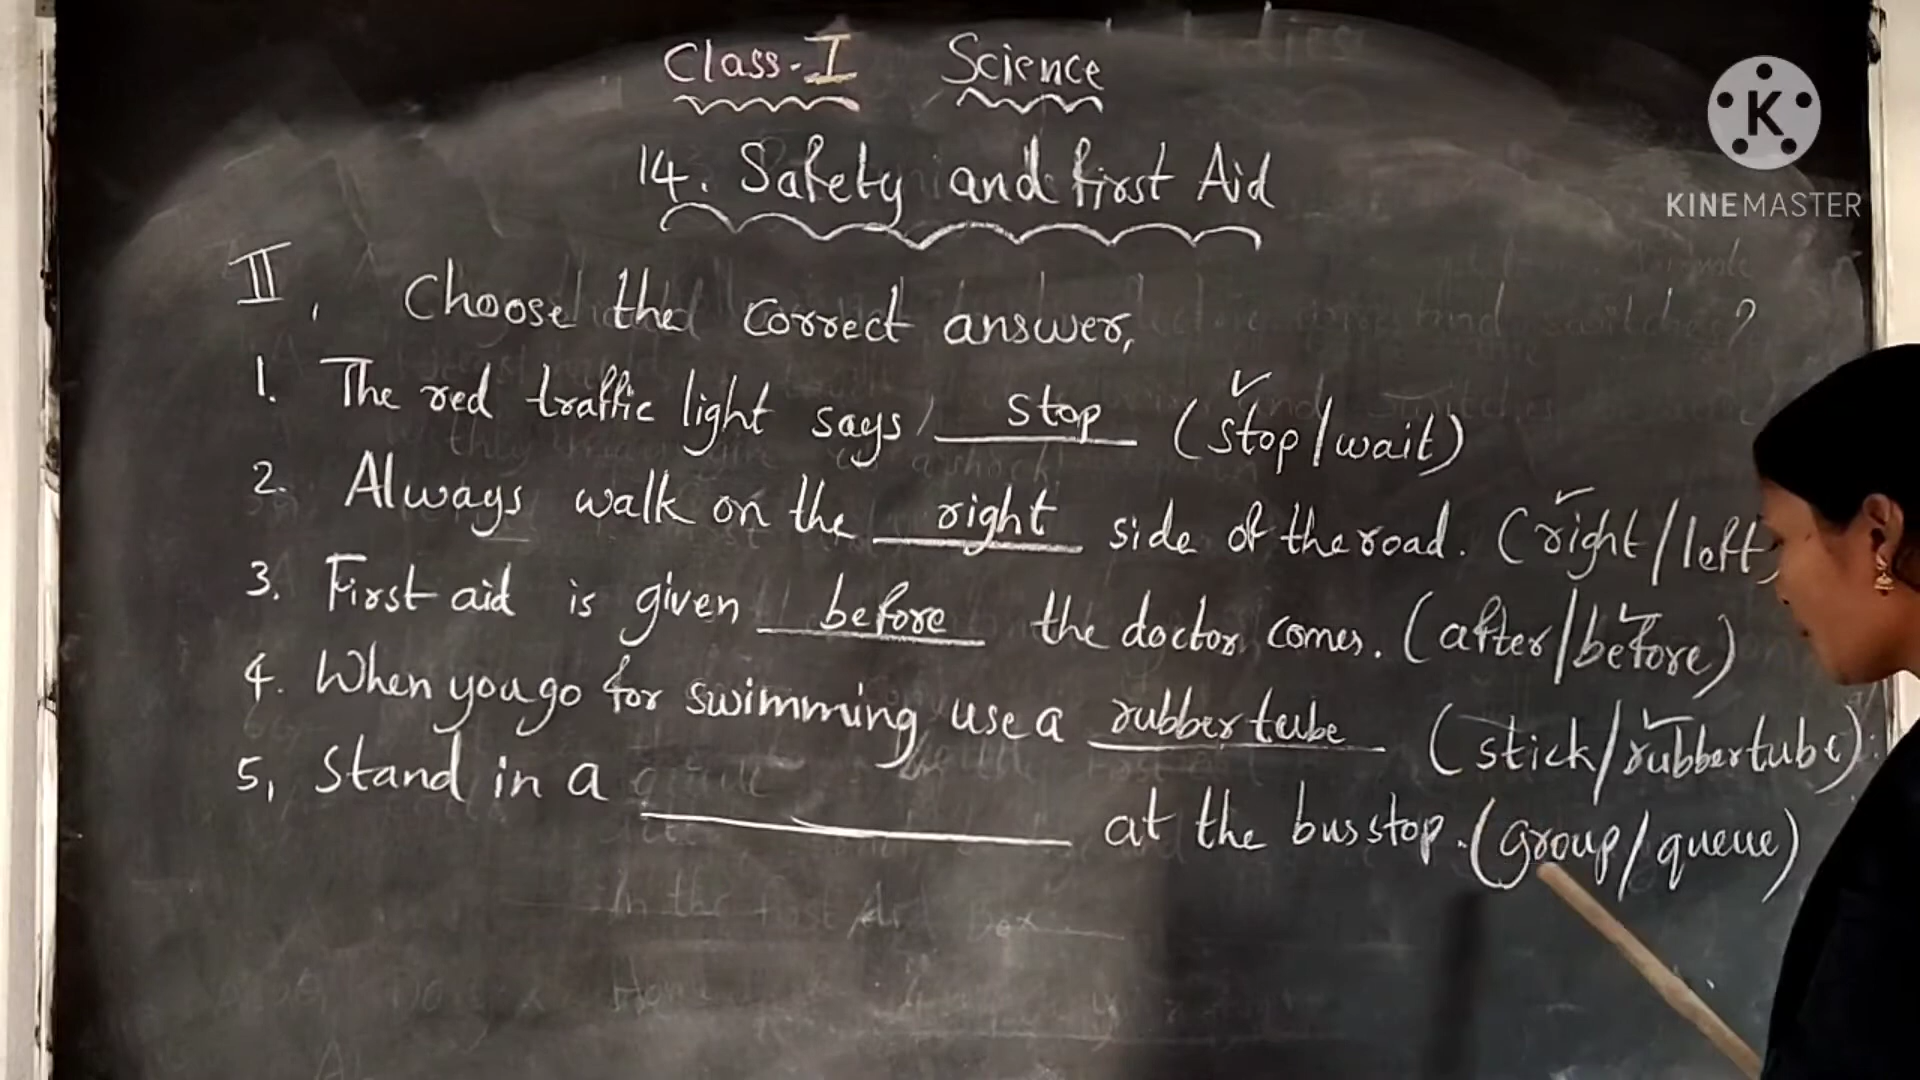 Class-I Science
14. Safety and first Aid
II, Choose the correct answer,
1. The red traffic light says stop (stop/wait)
2. Always walk on the right side of the road. (right/left)
3. First aid is given before the doctor comes. (after/before)
4. When you go for swimming use a rubber tube (stick/rubber tube)
5, Stand in a ________ at the bus stop. (group/queue)
K
KINEMASTER